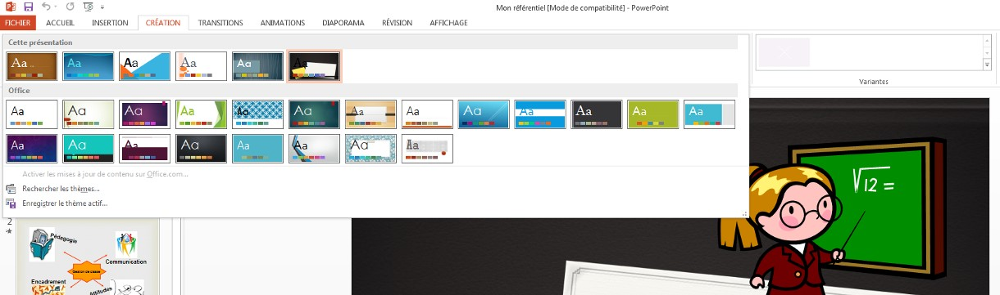 Mon référentiel [Mode de compatibilité] - PowerPoint
FICHIER ACCUEIL INSERTION CRÉATION TRANSITIONS ANIMATIONS DIAPORAMA RÉVISION AFFICHAGE
Cette présentation
Aa Aa Aa Aa Aa Aa
Variantes
Office
Aa Aa Aa Aa Aa Aa Aa Aa Aa Aa Aa Aa Aa
Aa Aa Aa Aa Aa Aa Aa Aa
Activer les mises à jour de contenu sur Office.com...
Rechercher les thèmes...
Enregistrer le thème actif...
2
Pédagogie
Communication
Gestion de classe
Encadrement
Attitudes
√12 =